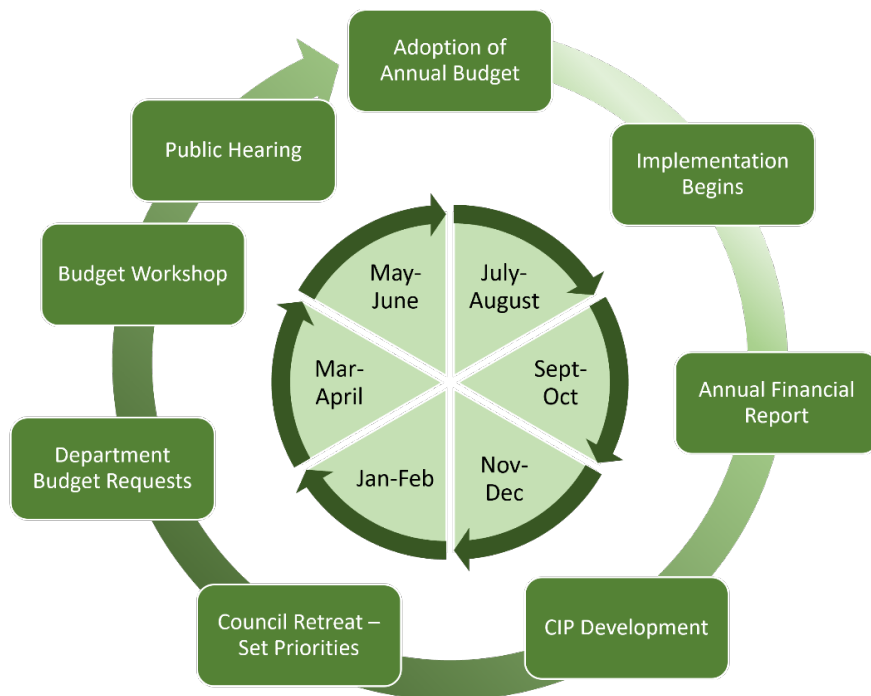 Adoption of
Annual Budget
Implementation
Begins
Annual Financial
Report
CIP Development
Council Retreat –
Set Priorities
Department
Budget Requests
Budget Workshop
Public Hearing
July-
August
Sept-
Oct
Nov-
Dec
Jan-Feb
Mar-
April
May-
June